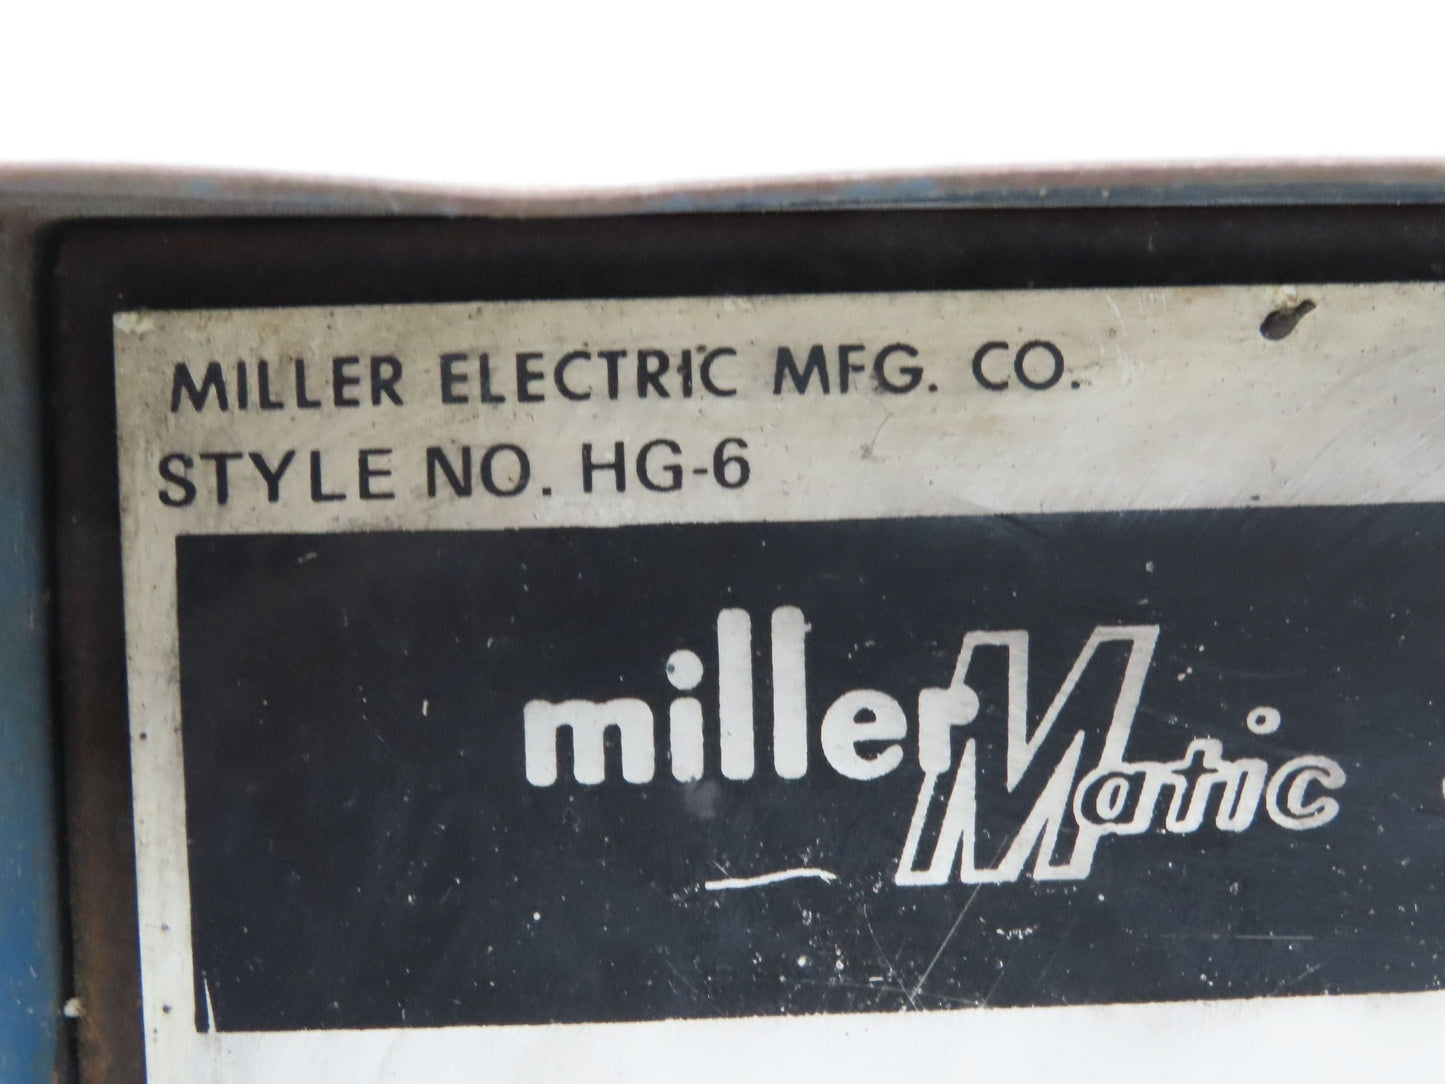 MILLER ELECTRIC MFG. CO.
STYLE NO. HG-6
millerMatic